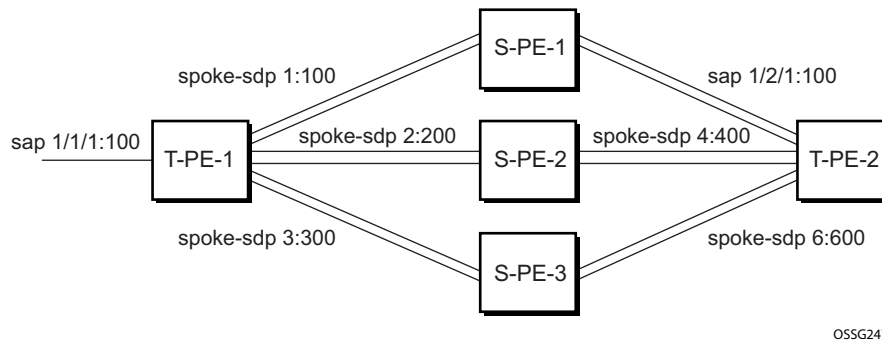 S-PE-1
spoke-sdp 1:100
sap 1/2/1:100
sap 1/1/1:100
T-PE-1
spoke-sdp 2:200
S-PE-2
spoke-sdp 4:400
T-PE-2
spoke-sdp 3:300
spoke-sdp 6:600
S-PE-3
OSSG247